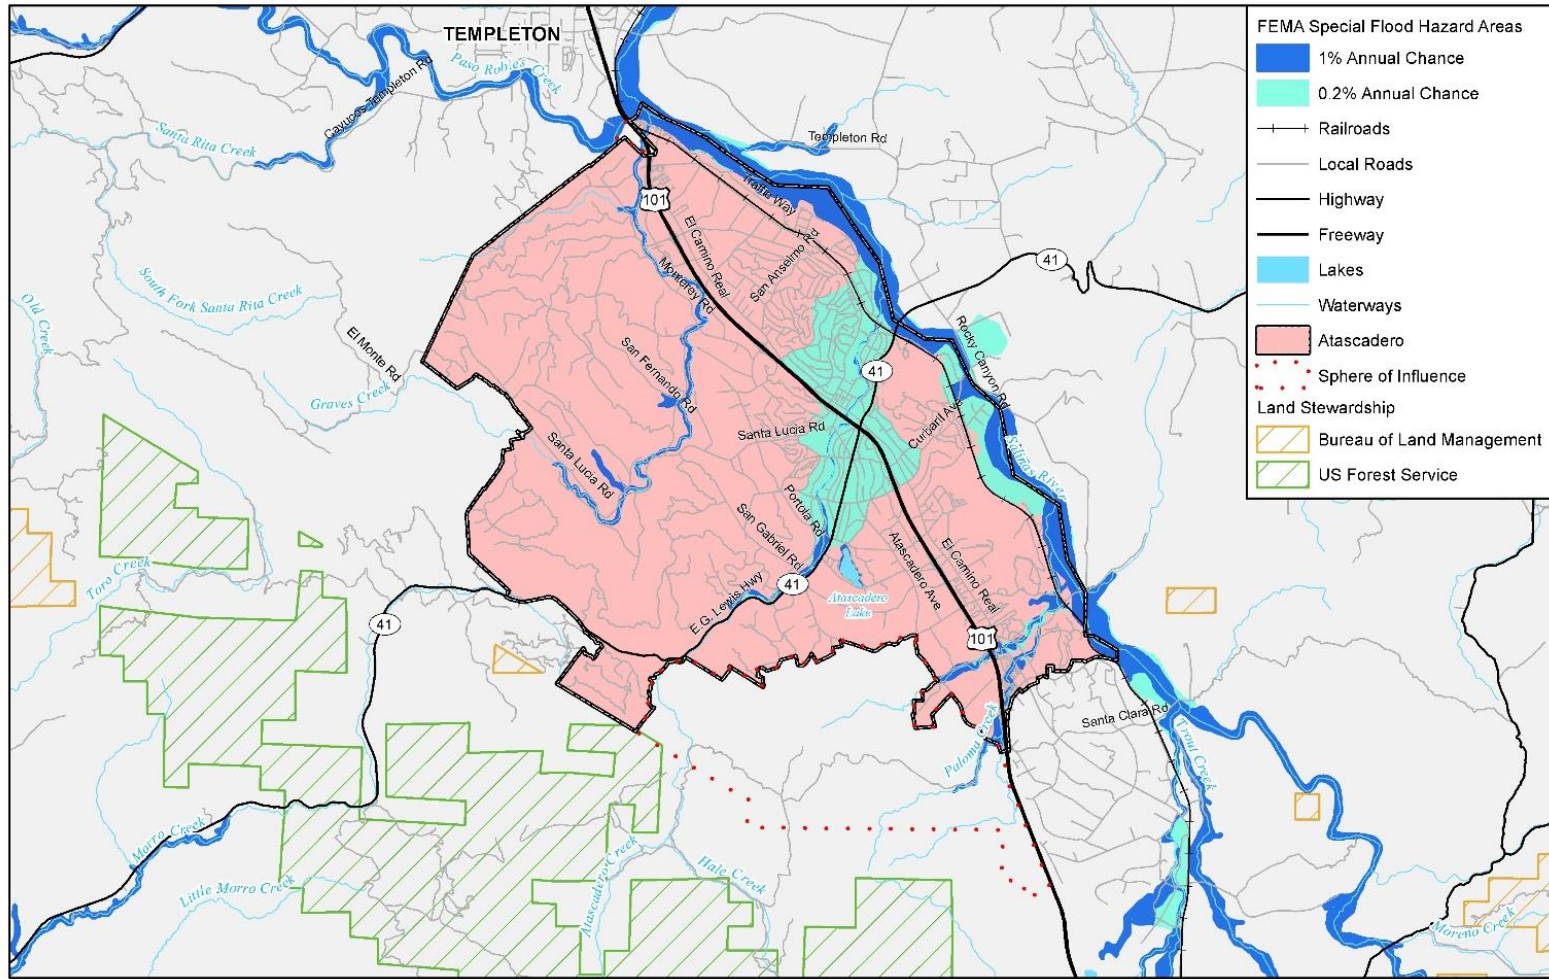 TEMPLETON
Paso Robles Creek
Cayucos Templeton Rd
Santa Rita Creek
Templeton Rd
Traffic Way
101
El Camino Real
San Anselmo Rd
Monterey Rd
41
South Fork Santa Rita Creek
Old Creek
El Monte Rd
Graves Creek
San Fernando Rd
Rocky Canyon Rd
41
Santa Lucia Rd
Curbaril Ave
Santa Lucia Rd
Salinas River
Portola Rd
San Gabriel Rd
Atascadero Ave
El Camino Real
Toro Creek
41
E.G. Lewis Hwy
41
Atascadero
Lake
101
Santa Clara Rd
Paloma Creek
Trout Creek
Morro Creek
Little Morro Creek
Atascadero Creek
Hale Creek
Moreno Creek
FEMA Special Flood Hazard Areas
1% Annual Chance
0.2% Annual Chance
Railroads
Local Roads
Highway
Freeway
Lakes
Waterways
Atascadero
Sphere of Influence
Land Stewardship
Bureau of Land Management
US Forest Service